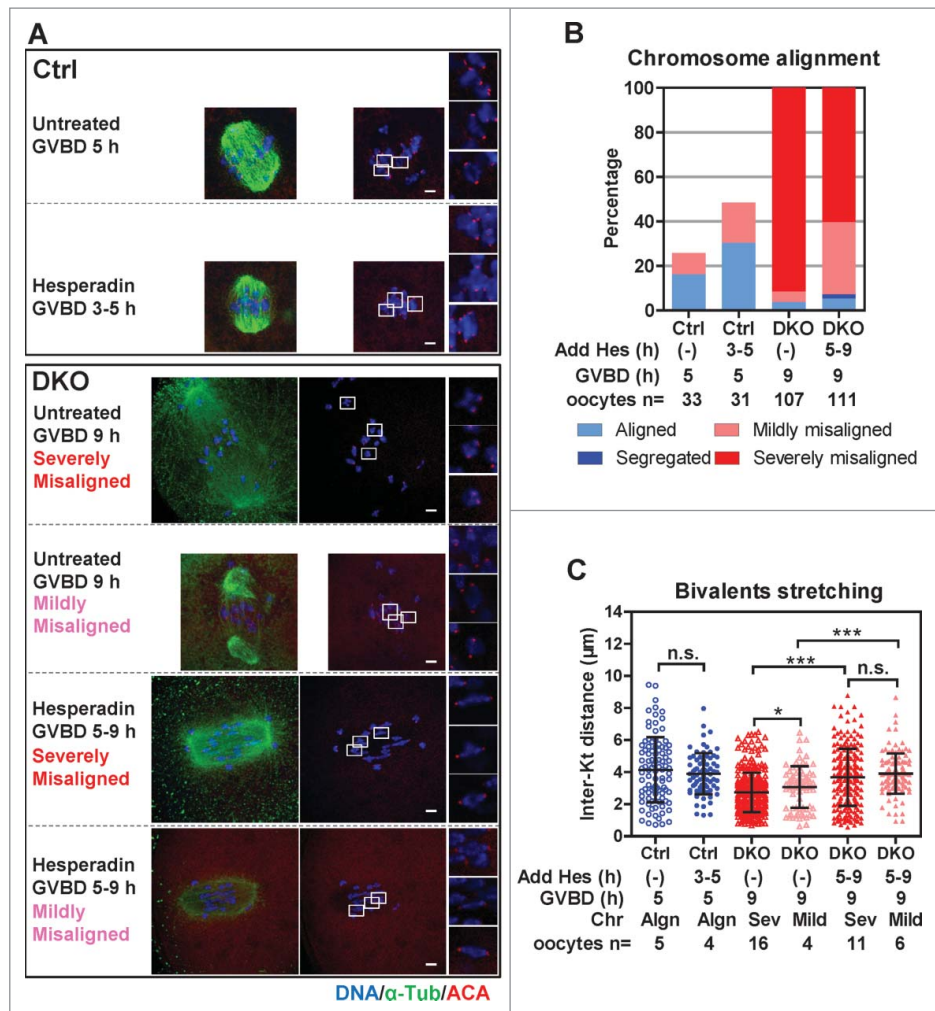 A
Ctrl
Untreated
GVBD 5 h
Hesperadin
GVBD 3-5 h
DKO
Untreated
GVBD 9 h
Severely
Misaligned
Untreated
GVBD 9 h
Mildly
Misaligned
Hesperadin
GVBD 5-9 h
Severely
Misaligned
Hesperadin
GVBD 5-9 h
Mildly
Misaligned
DNA/α-Tub/ACA
B
Chromosome alignment
Percentage
100
80
60
40
20
0
Ctrl Ctrl DKO DKO
Add Hes (h) (-) 3-5 (-) 5-9
GVBD (h) 5 5 9 9
oocytes n= 33 31 107 111
Aligned Mildly misaligned
Segregated Severely misaligned
C
Bivalents stretching
Inter-Kt distance (μm)
14
12
10
8
6
4
2
0
n.s.
***
*
***
n.s.
Ctrl Ctrl DKO DKO DKO DKO
Add Hes (h) (-) 3-5 (-) (-) 5-9 5-9
GVBD (h) 5 5 9 9 9 9
Chr Algn Algn Sev Mild Sev Mild
oocytes n= 5 4 16 4 11 6